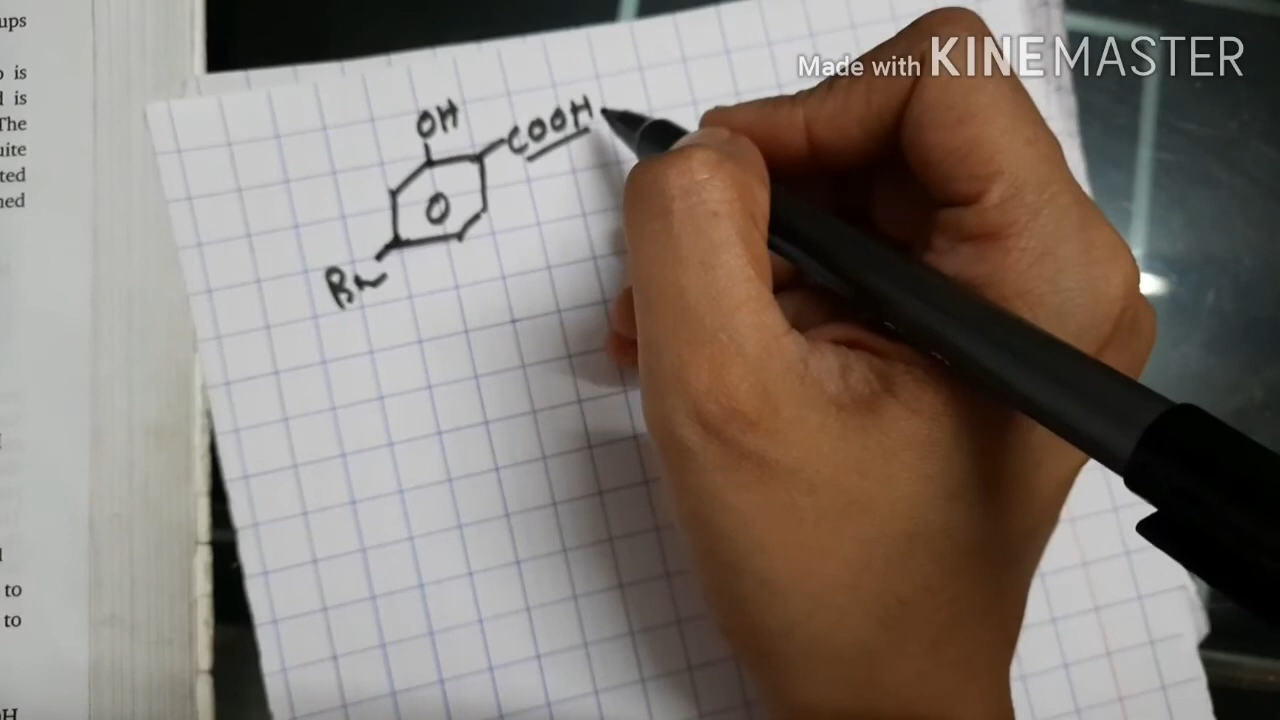 ups
is
is
The
uite
ted
ned
to
to
Made with KINEMASTER
OH
COOH
Br